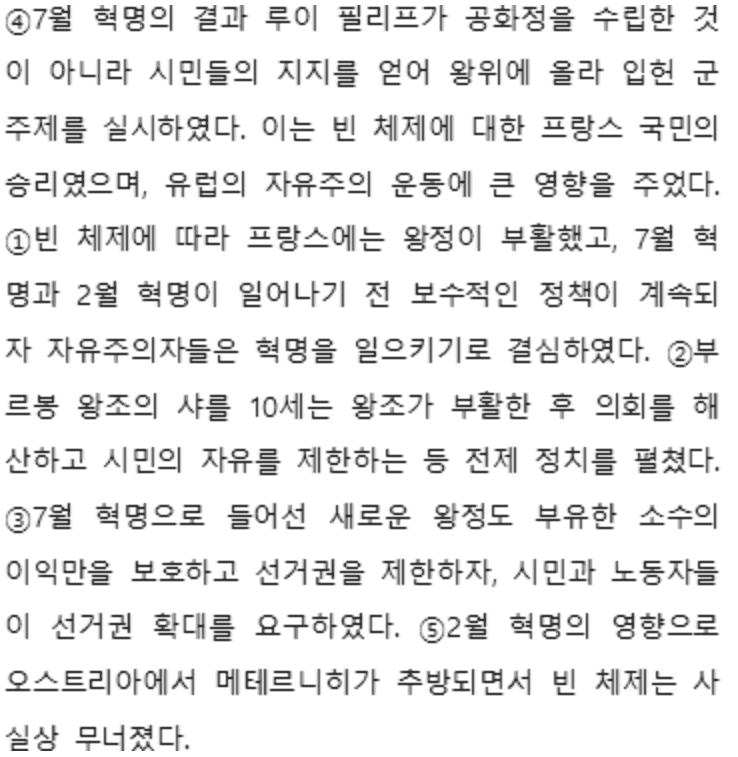 ④7월 혁명의 결과 루이 필리프가 공화정을 수립한 것
이 아니라 시민들의 지지를 얻어 왕위에 올라 입헌 군
주제를 실시하였다. 이는 빈 체제에 대한 프랑스 국민의
승리였으며, 유럽의 자유주의 운동에 큰 영향을 주었다.
①빈 체제에 따라 프랑스에는 왕정이 부활했고, 7월 혁
명과 2월 혁명이 일어나기 전 보수적인 정책이 계속되
자 자유주의자들은 혁명을 일으키기로 결심하였다. ②부
르봉 왕조의 샤를 10세는 왕조가 부활한 후 의회를 해
산하고 시민의 자유를 제한하는 등 전제 정치를 펼쳤다.
③7월 혁명으로 들어선 새로운 왕정도 부유한 소수의
이익만을 보호하고 선거권을 제한하자, 시민과 노동자들
이 선거권 확대를 요구하였다. ⑤2월 혁명의 영향으로
오스트리아에서 메테르니히가 추방되면서 빈 체제는 사
실상 무너졌다.